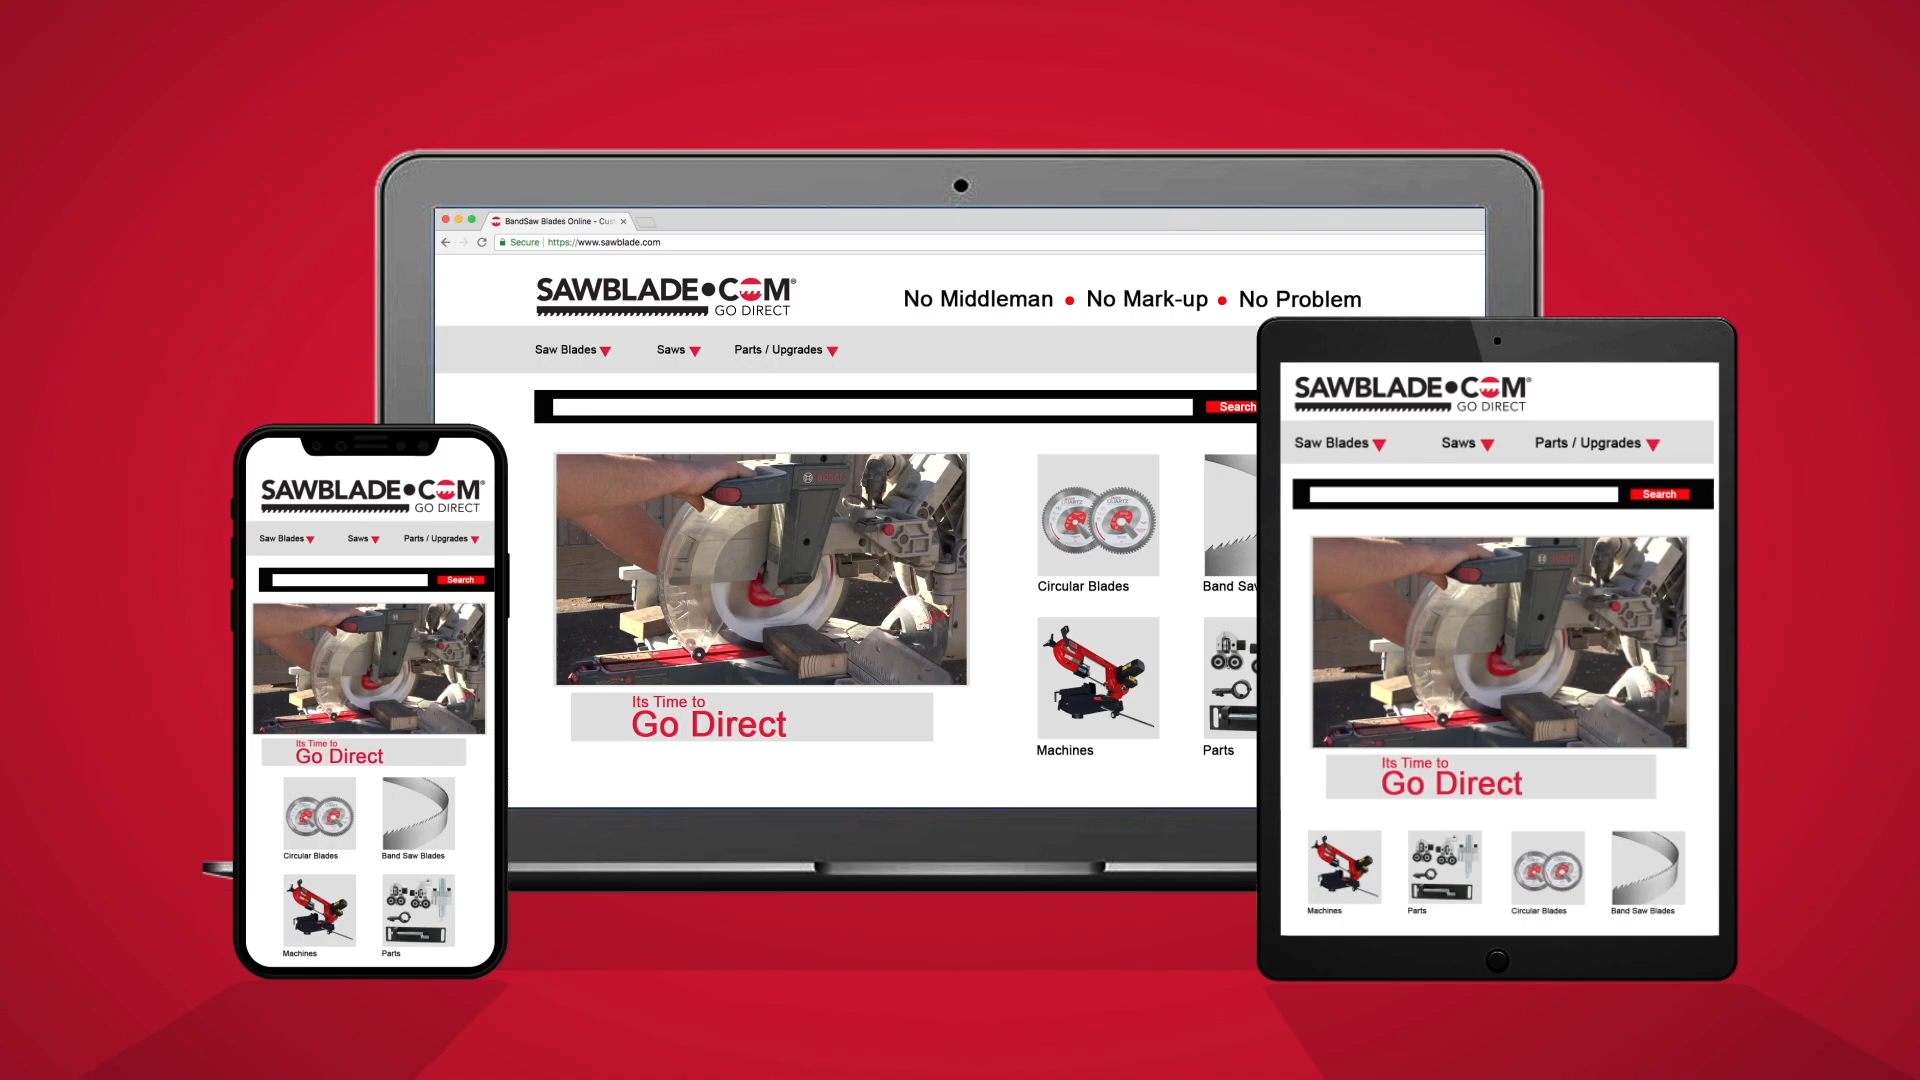 BandSaw Blades Online - Cust
Secure https://www.sawblade.com
SAWBLADE•COM®
GO DIRECT
No Middleman • No Mark-up • No Problem
Saw Blades Saws Parts / Upgrades
Search
BOSCH
Circular Blades Band Saw
Its Time to
Go Direct
Machines Parts
SAWBLADE•COM®
GO DIRECT
Saw Blades Saws Parts / Upgrades
Search
Its Time to
Go Direct
Circular Blades Band Saw Blades
Machines Parts
SAWBLADE•COM®
GO DIRECT
Saw Blades Saws Parts / Upgrades
Search
Its Time to
Go Direct
Machines Parts Circular Blades Band Saw Blades